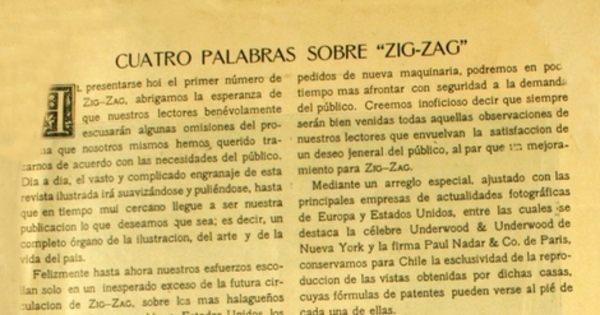 CUATRO PALABRAS SOBRE "ZIG-ZAG"
L presentarse hoi el primer número de
ZIG-ZAG, abrigamos la esperanza de
que nuestros lectores benévolamente
escusarán algunas omisiones del pro-
ma que nosotros mismos hemos querido tra-
zarnos de acuerdo con las necesidades del público.
Dia a dia, el vasto y complicado engranaje de esta
revista ilustrada irá suavizándose y puliéndose, hasta
que en tiempo mui cercano llegue a ser nuestra
publicacion lo que deseamos que sea; es decir, un
completo órgano de la ilustracion, del arte y de la
vida del pais.
Felizmente hasta ahora nuestros esfuerzos esco-
llan solo en un inesperado exceso de la futura cir-
culacion de ZIG-ZAG, sobre los mas halagueños
Estados Unidos, los
pedidos de nueva maquinaria, podremos en poc
tiempo mas afrontar con seguridad a la demand
del público. Creemos inoficioso decir que siempre
serán bien venidas todas aquellas observaciones de
nuestros lectores que envuelvan la satisfaccion de
un deseo jeneral del público, al par que un mejora-
miento para ZIG-ZAG.
Mediante un arreglo especial, ajustado con las
principales empresas de actualidades fotográficas
de Europa y Estados Unidos, entre las cuales se
destaca la célebre Underwood & Underwood de
Nueva York y la firma Paul Nadar & Co. de Paris,
conservamos para Chile la esclusividad de la repro-
duccion de las vistas obtenidas por dichas casas,
cuyas fórmulas de patentes pueden verse al pié de
cada una de ellas.